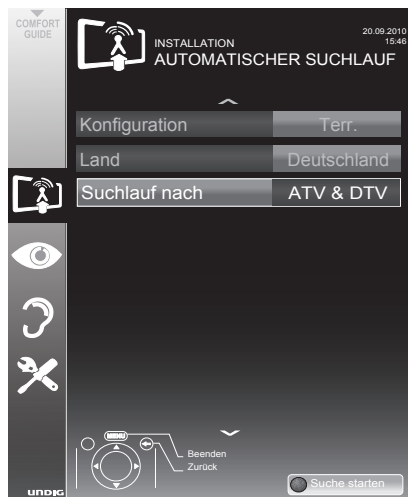 COMFORT
GUIDE
INSTALLATION
AUTOMATISCHER SUCHLAUF
20.09.2010
15:46
Konfiguration Terr.
Land Deutschland
Suchlauf nach ATV & DTV
MENU
Beenden
Zurück
Suche starten
UNDIG